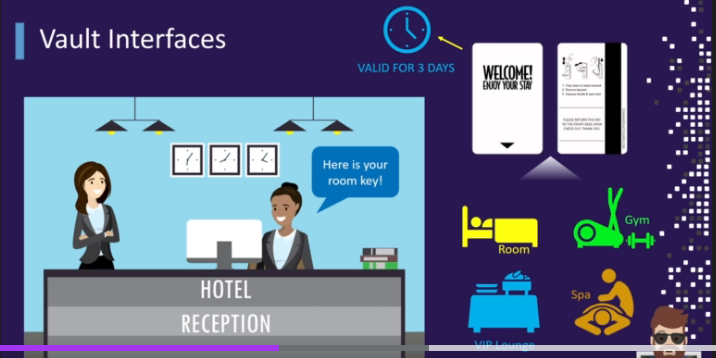 Vault Interfaces
VALID FOR 3 DAYS
WELCOME!
ENJOY YOUR STAY
Here is your
room key!
HOTEL
RECEPTION
Room
Gym
VIP Lounge
Spa